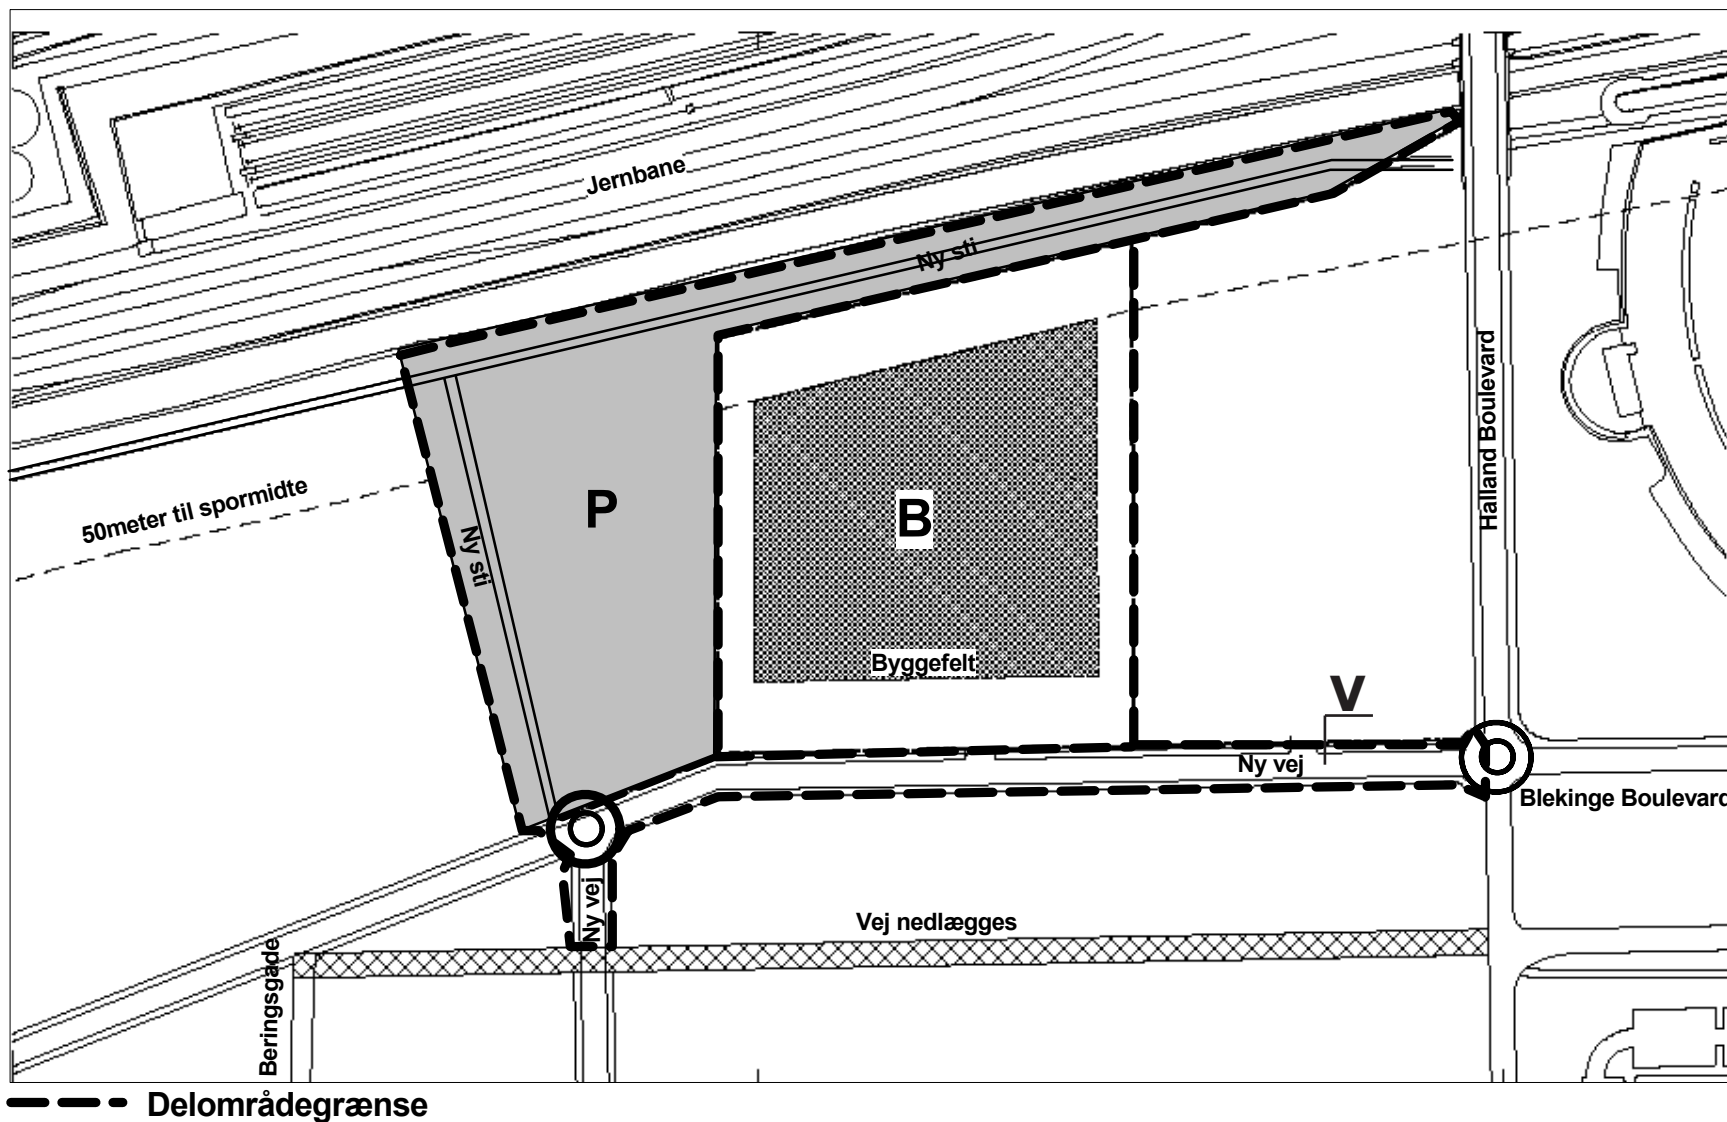 Jernbane
Ny sti
Halland Boulevard
50meter til spormidte
P
B
Ny sti
Byggefelt
V
Ny vej
Blekinge Boulevard
Ny vej
Vej nedlægges
Beringsgade
Delområdegrænse